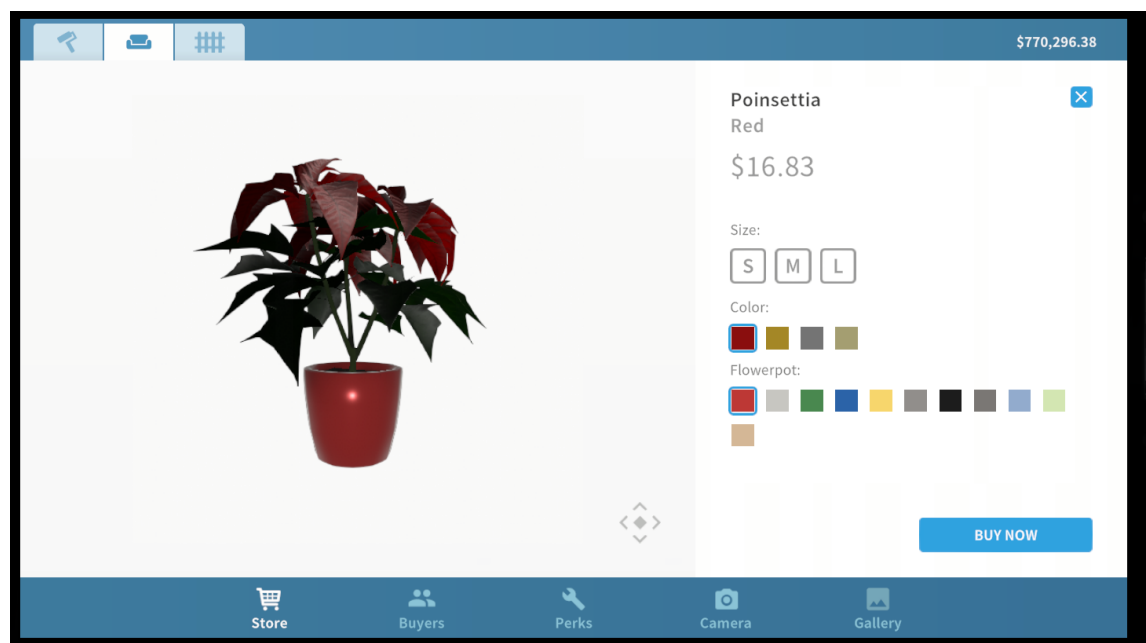 $770,296.38
Poinsettia
Red
$16.83
Size:
S M L
Color:
Flowerpot:
BUY NOW
Store Buyers Perks Camera Gallery